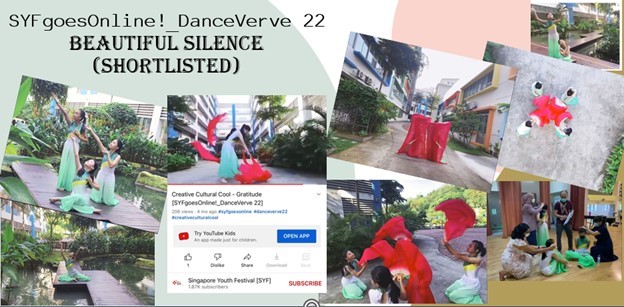 SYFgoesOnline!_DanceVerve 22
BEAUTIFUL SILENCE
(SHORTLISTED)
Creative Cultural Cool - Gratitude
[SYFgoesOnline!_DanceVerve 22]
208 views · 4 mo ago #syfgoesonline #danceverve22
#creativeculturalcool
Try YouTube Kids
An app made just for children.
OPEN APP
1 Dislike Share Download Save
Singapore Youth Festival [SYF]
1.67K subscribers
SUBSCRIBE